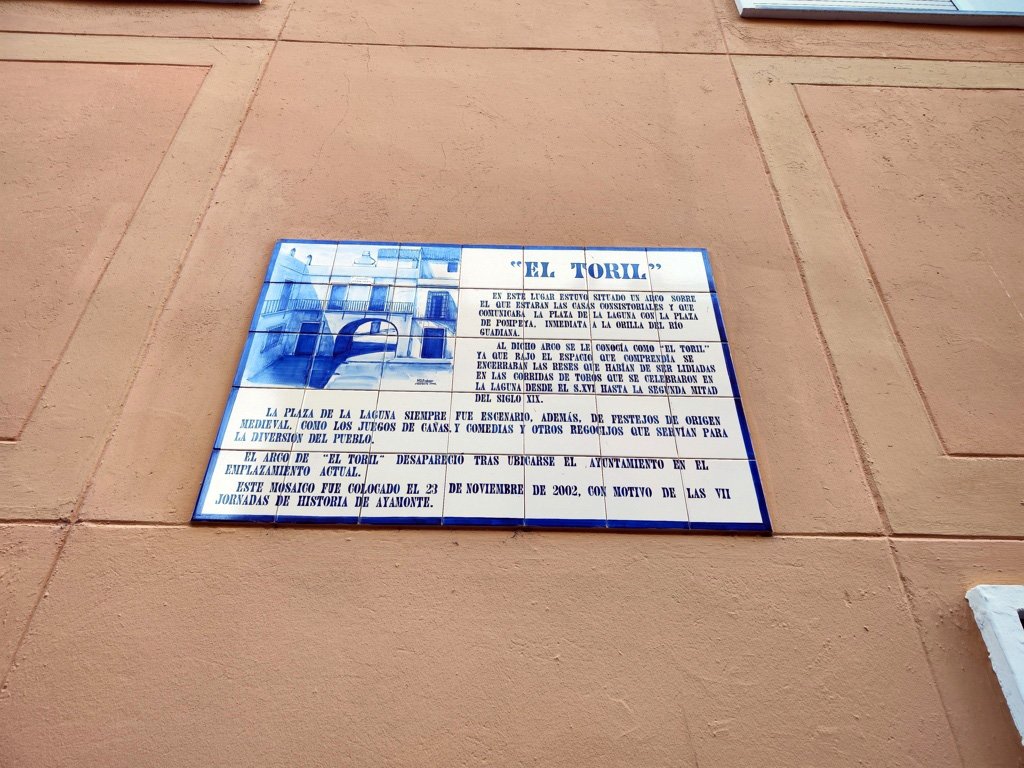 "EL TORIL"
EN ESTE LUGAR ESTUVO SITUADO UN ARCO SOBRE
EL QUE ESTABAN LAS CASAS CONSISTORIALES Y QUE
COMUNICABA LA PLAZA DE LA LAGUNA CON LA PLAZA
DE POMPEYA, INMEDIATA A LA ORILLA DEL RÍO
GUADIANA.
AL DICHO ARCO SE LE CONOCÍA COMO "EL TORIL"
YA QUE BAJO EL ESPACIO QUE COMPRENDÍA SE
ENCERRABAN LAS RESES QUE HABÍAN DE SER LIDIADAS
EN LAS CORRIDAS DE TOROS QUE SE CELEBRARON EN
LA LAGUNA DESDE EL S.XVI HASTA LA SEGUNDA MITAD
DEL SIGLO XIX.
LA PLAZA DE LA LAGUNA SIEMPRE FUE ESCENARIO, ADEMÁS, DE FESTEJOS DE ORIGEN
MEDIEVAL, COMO LOS JUEGOS DE CAÑAS, Y COMEDIAS Y OTROS REGOCIJOS QUE SERVÍAN PARA
LA DIVERSIÓN DEL PUEBLO.
EL ARCO DE "EL TORIL" DESAPARECIÓ TRAS UBICARSE EL AYUNTAMIENTO EN EL
EMPLAZAMIENTO ACTUAL.
ESTE MOSAICO FUE COLOCADO EL 23 DE NOVIEMBRE DE 2002, CON MOTIVO DE LAS VII
JORNADAS DE HISTORIA DE AYAMONTE.